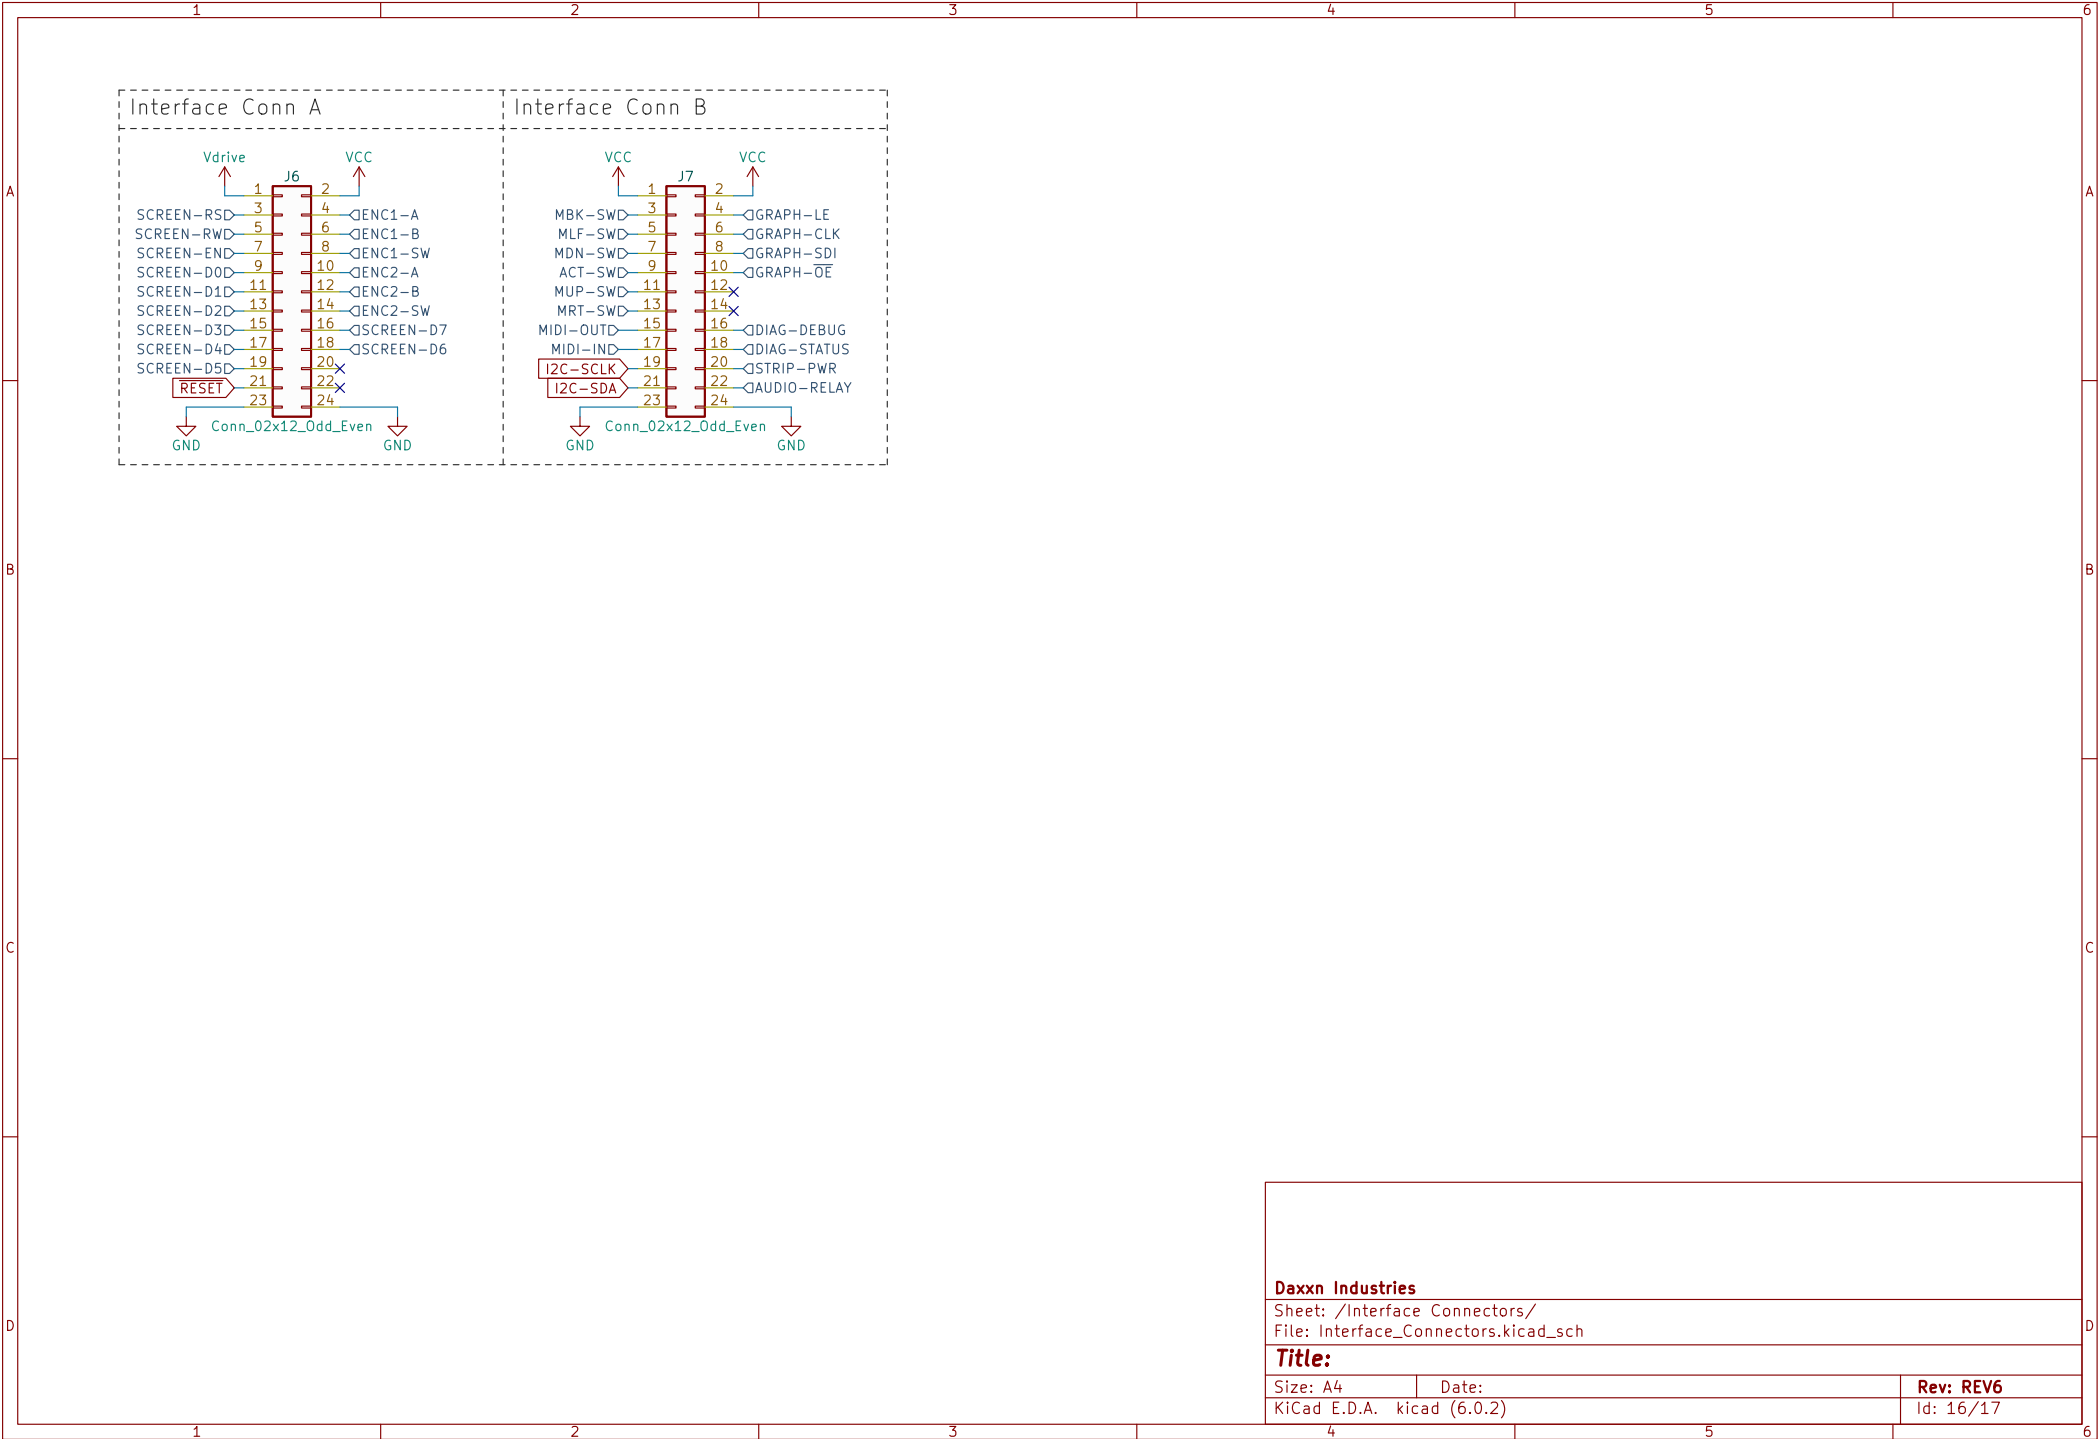 1 2 3 4 5 6
Interface Conn A
Interface Conn B
Vdrive VCC
VCC VCC
J6
J7
A A
1 2
SCREEN-RS 3 4 ENC1-A
SCREEN-RW 5 6 ENC1-B
SCREEN-EN 7 8 ENC1-SW
SCREEN-D0 9 10 ENC2-A
SCREEN-D1 11 12 ENC2-B
SCREEN-D2 13 14 ENC2-SW
SCREEN-D3 15 16 SCREEN-D7
SCREEN-D4 17 18 SCREEN-D6
SCREEN-D5 19 20
RESET 21 22
23 24
Conn_02x12_Odd_Even
GND GND
1 2
MBK-SW 3 4 GRAPH-LE
MLF-SW 5 6 GRAPH-CLK
MDN-SW 7 8 GRAPH-SDI
ACT-SW 9 10 GRAPH-OE
MUP-SW 11 12
MRT-SW 13 14
MIDI-OUT 15 16 DIAG-DEBUG
MIDI-IN 17 18 DIAG-STATUS
I2C-SCLK 19 20 STRIP-PWR
I2C-SDA 21 22 AUDIO-RELAY
23 24
Conn_02x12_Odd_Even
GND GND
B B
C C
D D
Daxxn Industries
Sheet: /Interface Connectors/
File: Interface_Connectors.kicad_sch
Title:
Size: A4 Date: Rev: REV6
KiCad E.D.A. kicad (6.0.2) Id: 16/17
1 2 3 4 5 6